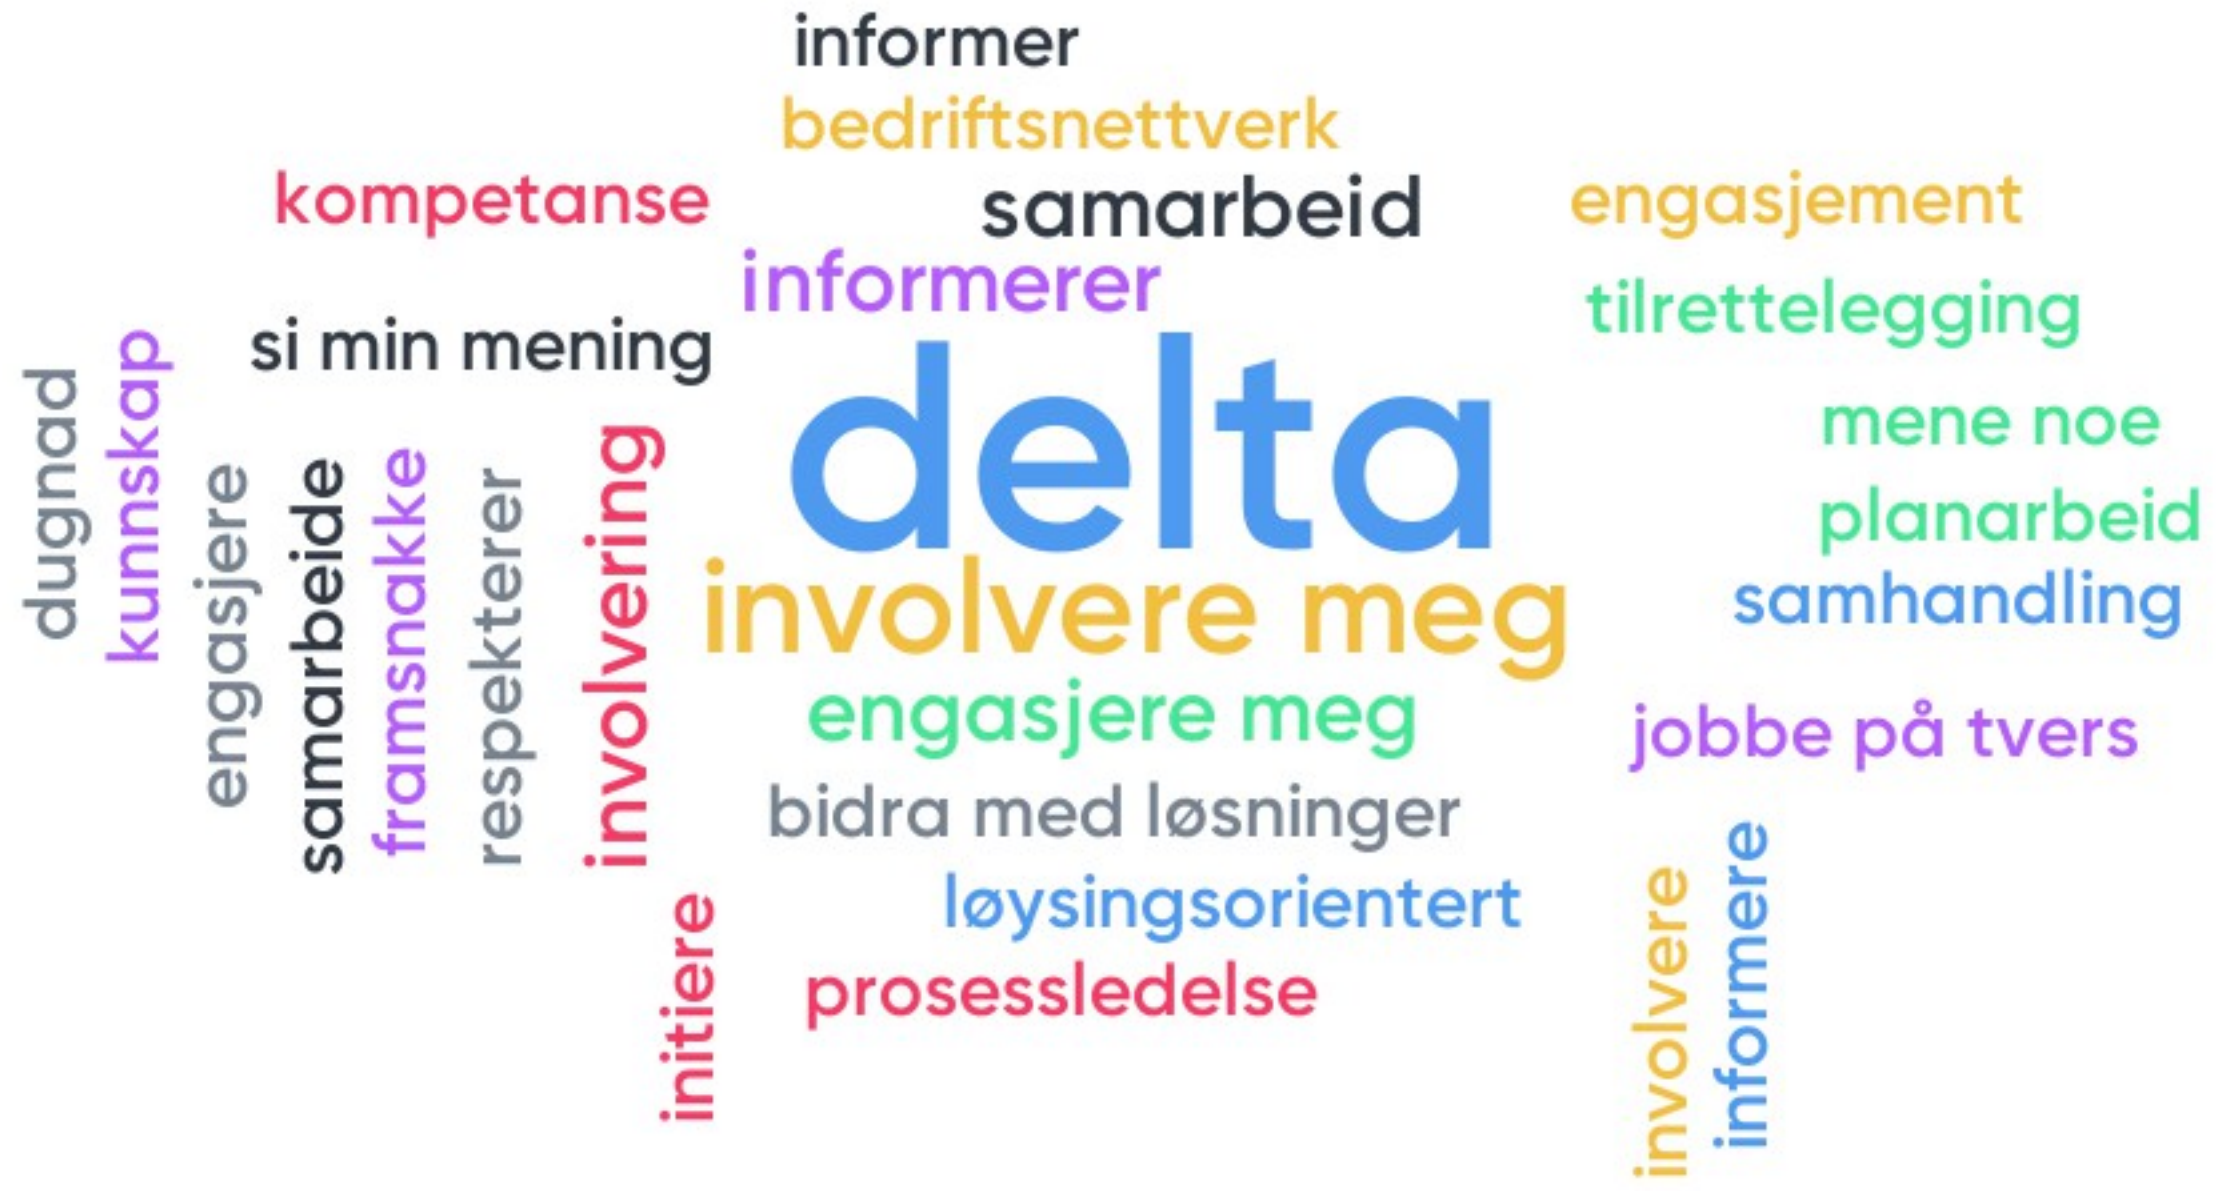 informer
bedriftsnettverk
kompetanse
samarbeid
engasjement
informerer
tilrettelegging
si min mening
dugnad
kunnskap
engasjere
samarbeide
framsnakke
respekterer
involvering
delta
mene noe
planarbeid
involvere meg
samhandling
engasjere meg
jobbe på tvers
bidra med løsninger
løysingsorientert
initiere
prosessledelse
involvere
informere